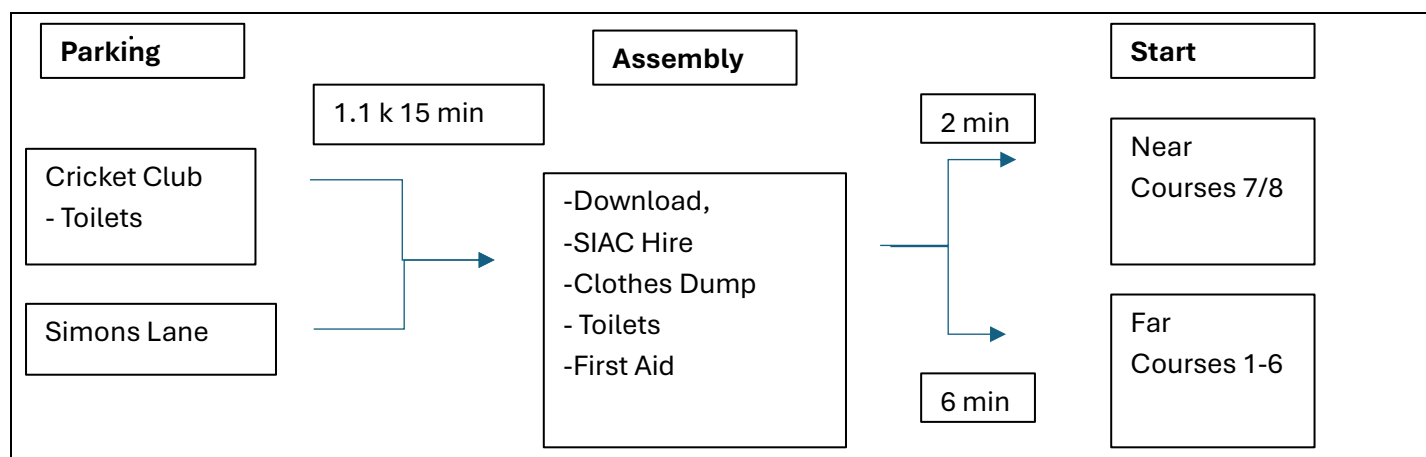 Parking
Assembly
Start
1.1 k 15 min
2 min
Cricket Club
- Toilets
Simons Lane
-Download,
-SIAC Hire
-Clothes Dump
- Toilets
-First Aid
Near
Courses 7/8
Far
Courses 1-6
6 min